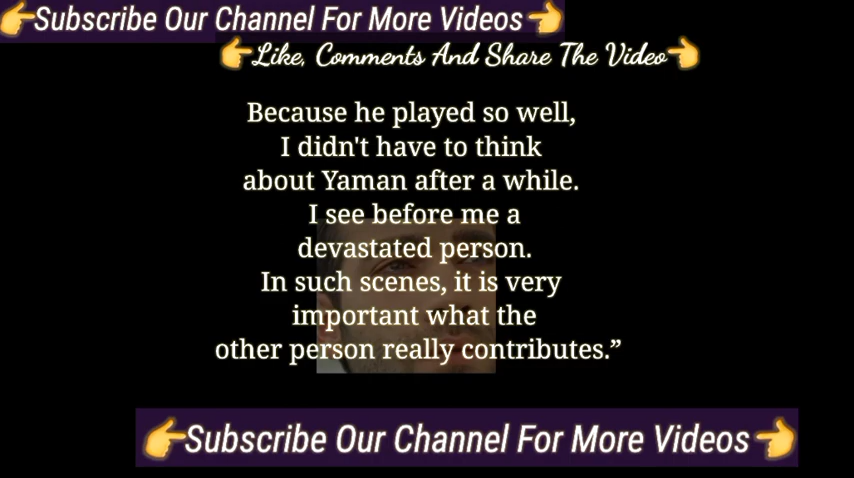 👉Subscribe Our Channel For More Videos👈
👉Like, Comments And Share The Video👈
Because he played so well,
I didn't have to think
about Yaman after a while.
I see before me a
devastated person.
In such scenes, it is very
important what the
other person really contributes.”
👉Subscribe Our Channel For More Videos👈